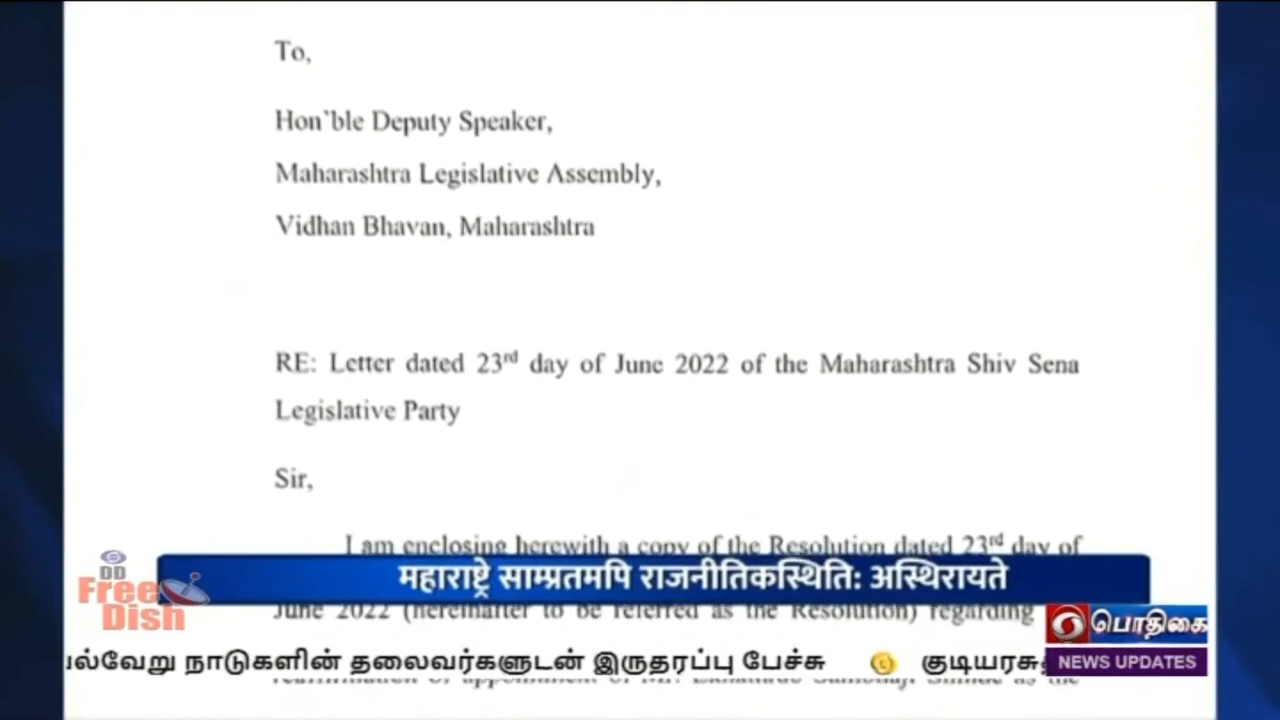 To,
Hon'ble Deputy Speaker,
Maharashtra Legislative Assembly,
Vidhan Bhavan, Maharashtra
RE: Letter dated 23rd day of June 2022 of the Maharashtra Shiv Sena
Legislative Party
Sir,
I am enclosing herewith a copy of the Resolution dated 23rd day of
महाराष्ट्रे साम्प्रतमपि राजनीतिकस्थिति: अस्थिरायते
DD
Free
Dish
June 2022 (hereinafter to be referred as the Resolution) regarding
பொதிகை
NEWS UPDATES
நாடுகளின் தலைவர்களுடன் இருதரப்பு பேச்சு